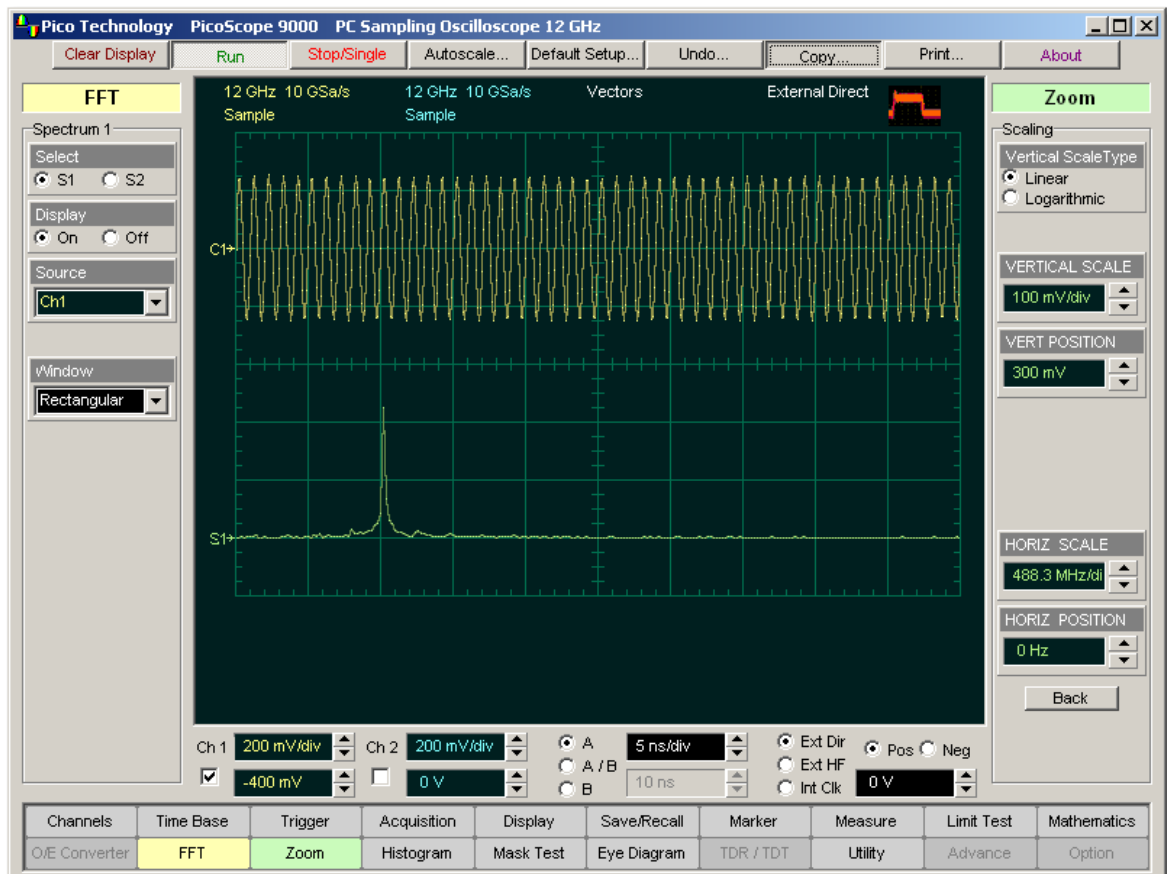 Pico Technology PicoScope 9000 PC Sampling Oscilloscope 12 GHz
Clear Display Run Stop/Single Autoscale... Default Setup... Undo... Copy... Print... About
FFT
Spectrum 1
Select
S1 S2
Display
On Off
Source
Ch1
Window
Rectangular
12 GHz 10 GSa/s 12 GHz 10 GSa/s Vectors External Direct
Sample Sample
C1
S1
Zoom
Scaling
Vertical ScaleType
Linear
Logarithmic
VERTICAL SCALE
100 mV/div
VERT POSITION
300 mV
HORIZ SCALE
488.3 MHz/di
HORIZ POSITION
0 Hz
Back
Ch 1 200 mV/div Ch 2 200 mV/div A 5 ns/div Ext Dir Pos Neg
A / B Ext HF
-400 mV 0 V B 10 ns Int Clk 0 V
Channels Time Base Trigger Acquisition Display Save/Recall Marker Measure Limit Test Mathematics
O/E Converter FFT Zoom Histogram Mask Test Eye Diagram TDR / TDT Utility Advance Option